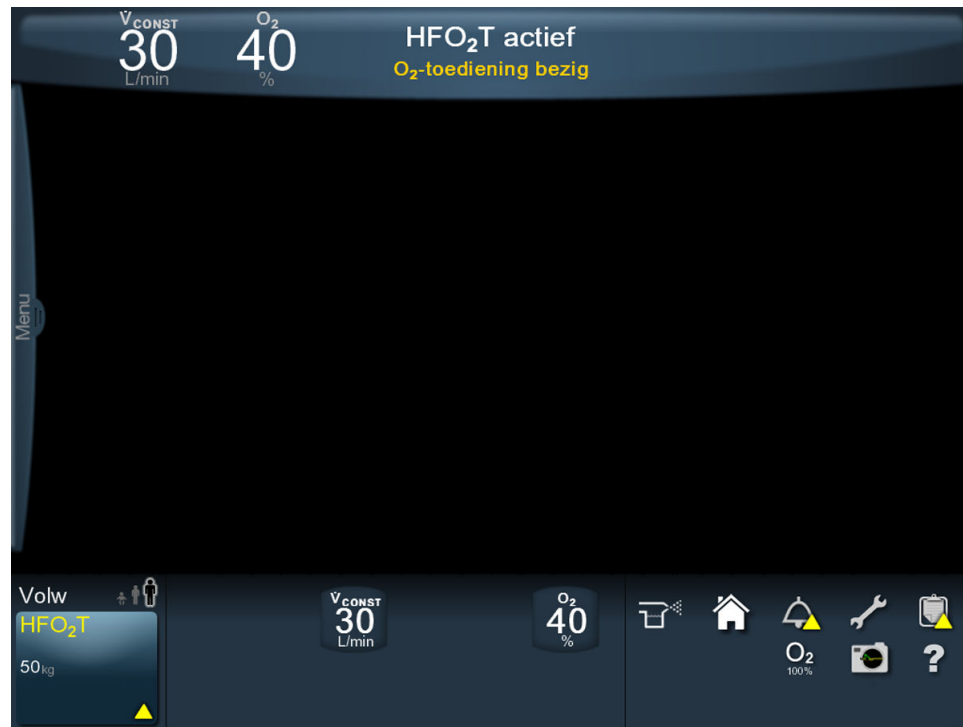 V̇CONST O₂
30 40
L/min %
HFO₂T actief
O₂-toediening bezig
Menu
Volw
HFO₂T
50kg
V̇CONST
30
L/min
O₂
40
%
O₂
100%
?